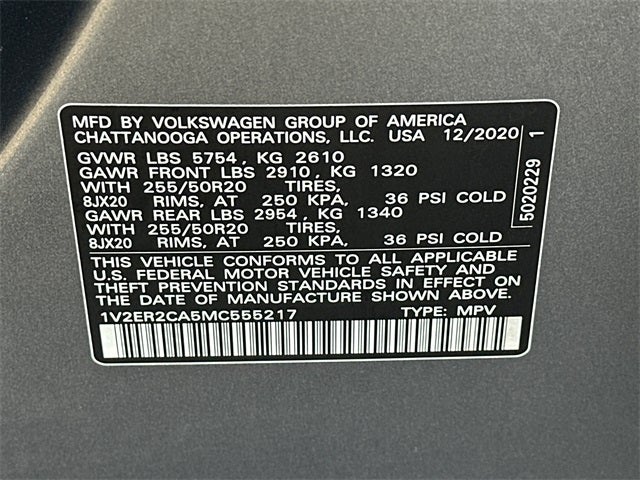 MFD BY VOLKSWAGEN GROUP OF AMERICA
CHATTANOOGA OPERATIONS, LLC. USA 12/2020
GVWR LBS 5754, KG 2610
GAWR FRONT LBS 2910, KG 1320
WITH 255/50R20 TIRES,
8JX20 RIMS, AT 250 KPA, 36 PSI COLD
GAWR REAR LBS 2954, KG 1340
WITH 255/50R20 TIRES,
8JX20 RIMS, AT 250 KPA, 36 PSI COLD
THIS VEHICLE CONFORMS TO ALL APPLICABLE
U.S. FEDERAL MOTOR VEHICLE SAFETY AND
THEFT PREVENTION STANDARDS IN EFFECT ON
THE DATE OF MANUFACTURE SHOWN ABOVE.
1V2ER2CA5MC555217 TYPE: MPV
5020229 1